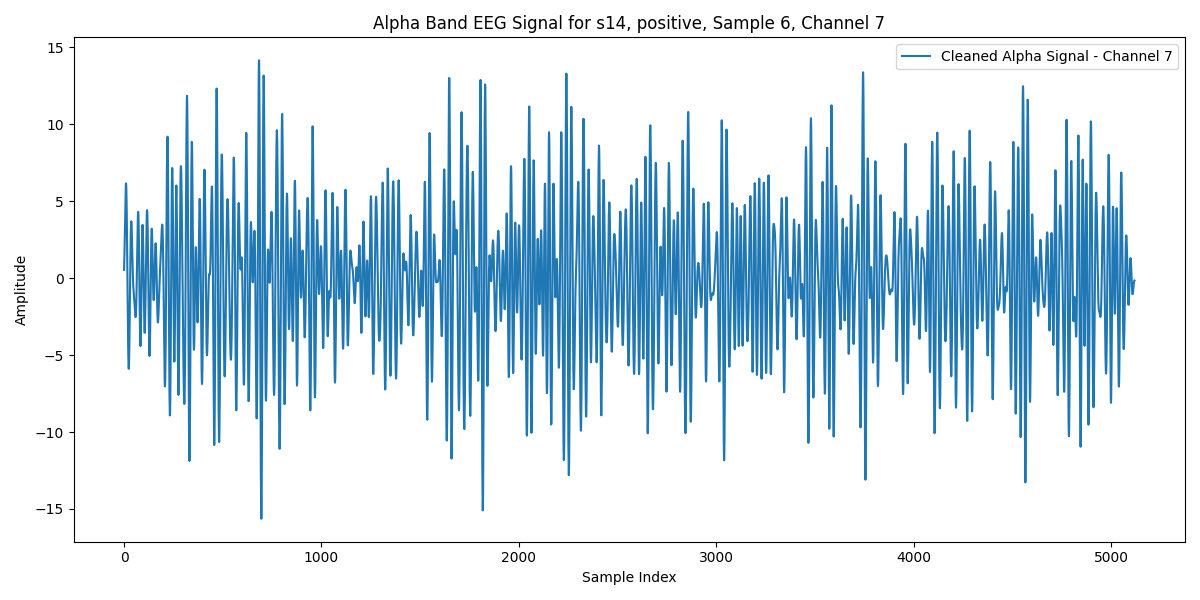 Alpha Band EEG Signal for s14, positive, Sample 6, Channel 7
Cleaned Alpha Signal - Channel 7
15
10
5
0
−5
−10
−15
Amplitude
0 1000 2000 3000 4000 5000
Sample Index